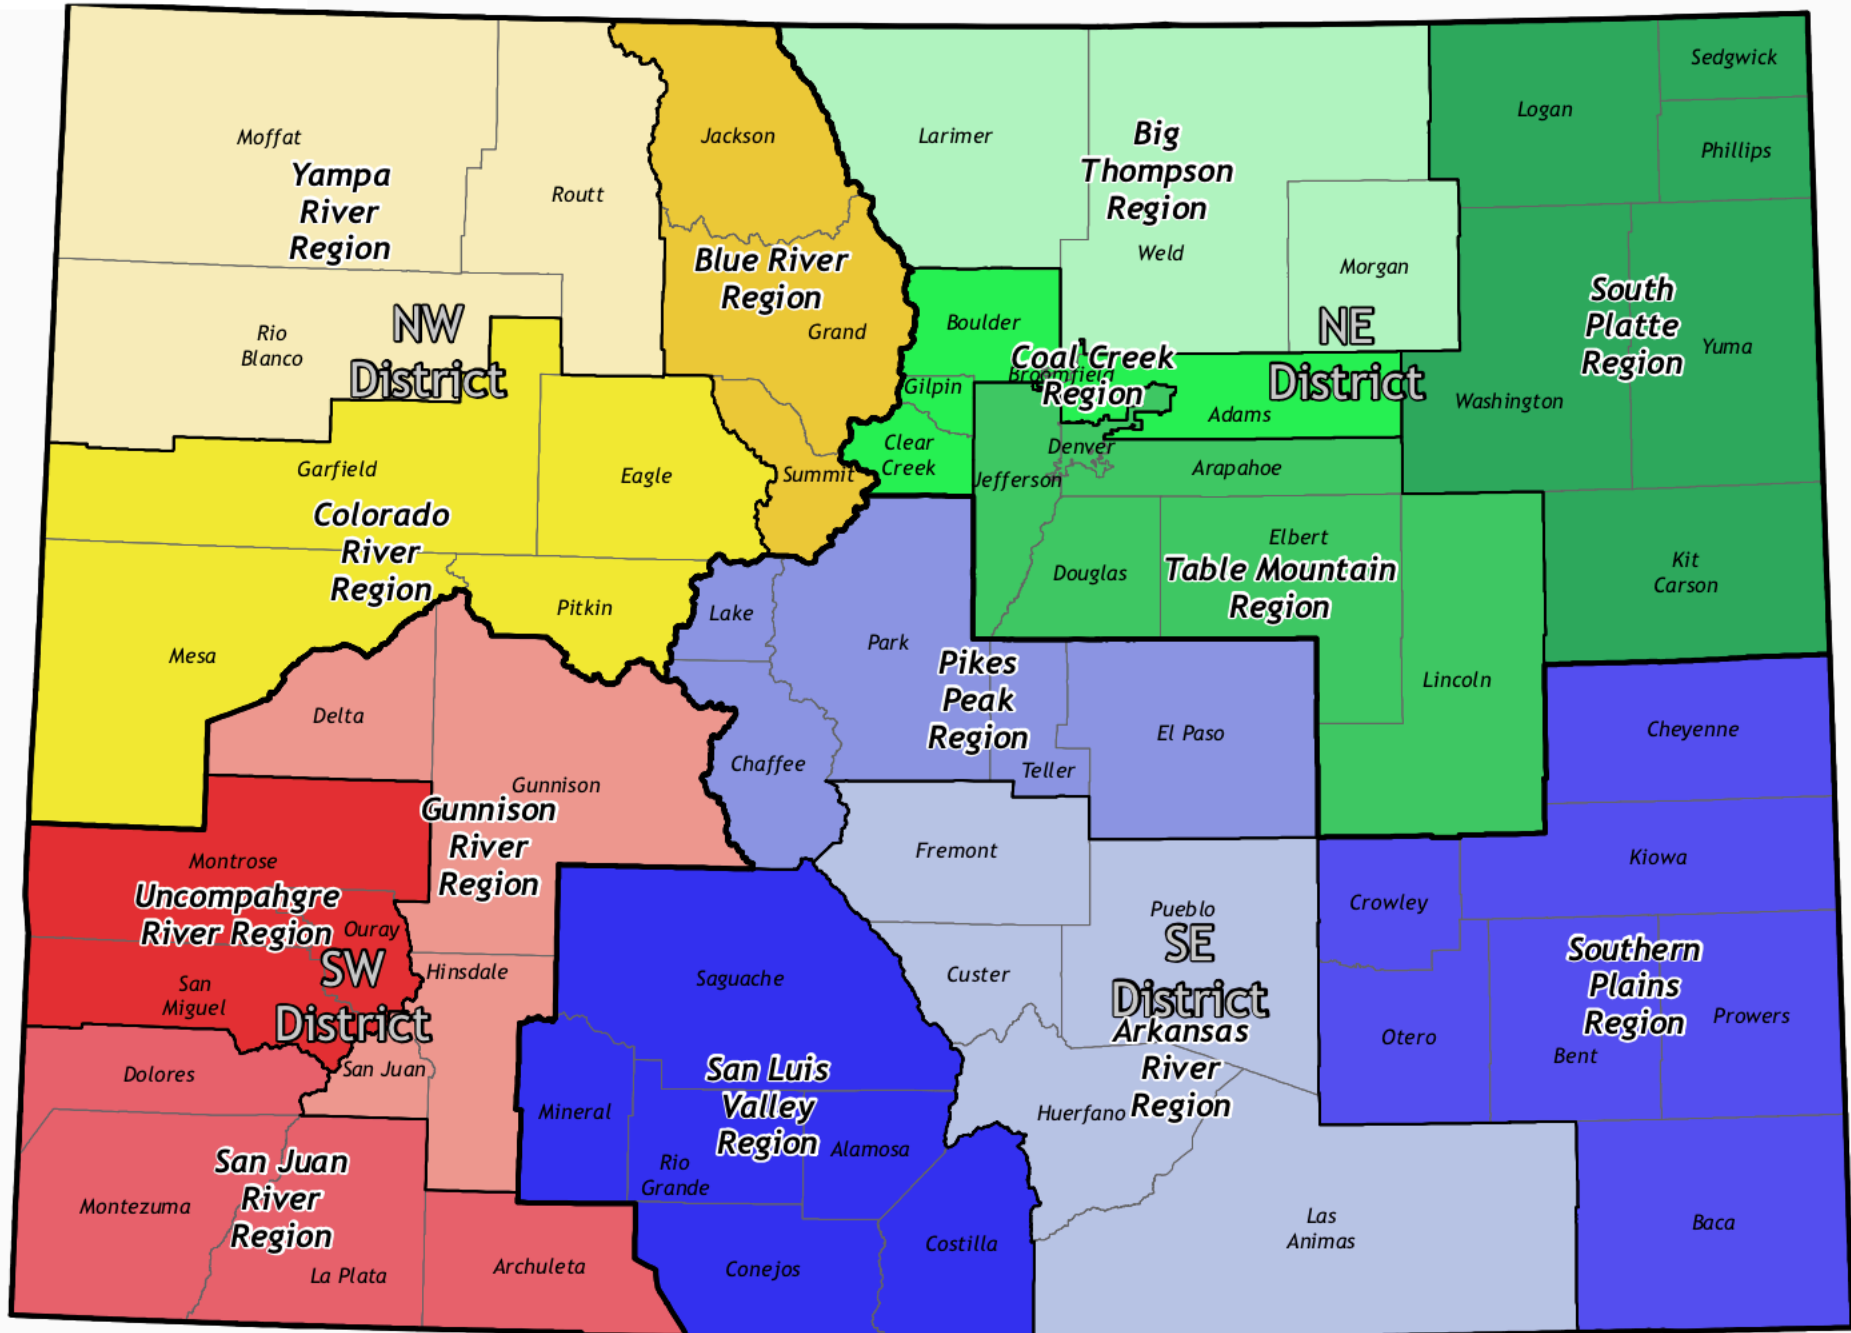 Moffat
Yampa
River
Region
Routt
Jackson
Larimer
Big
Thompson
Region
Weld
Morgan
Logan
Sedgwick
Phillips
Rio
Blanco
NW
District
Blue River
Region
Grand
Boulder
Gilpin
Clear
Creek
Coal Creek
Region
Broomfield
NE
District
Adams
South
Platte
Region
Washington
Yuma
Garfield
Eagle
Summit
Colorado
River
Region
Jefferson
Denver
Arapahoe
Elbert
Douglas
Table Mountain
Region
Kit
Carson
Lincoln
Mesa
Pitkin
Lake
Park
Pikes
Peak
Region
Teller
El Paso
Cheyenne
Delta
Gunnison
Gunnison
River
Region
Chaffee
Fremont
Kiowa
Crowley
Montrose
Uncompahgre
River Region
Ouray
San
Miguel
SW
District
Hinsdale
San Juan
Saguache
Custer
Pueblo
SE
District
Arkansas
River
Region
Southern
Plains
Region
Otero
Bent
Prowers
Dolores
Mineral
San Luis
Valley
Region
Rio
Grande
Alamosa
Huerfano
San Juan
River
Region
Montezuma
La Plata
Archuleta
Conejos
Costilla
Las
Animas
Baca